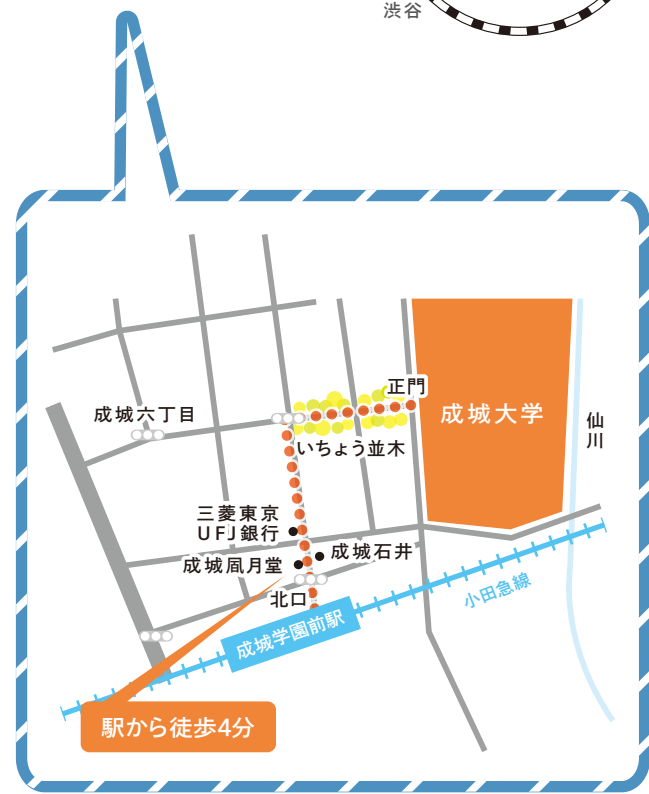 渋谷
正門
成城六丁目
成城大学
仙川
いちょう並木
三菱東京
UFJ銀行
成城石井
成城凮月堂
北口
小田急線
成城学園前駅
駅から徒歩4分